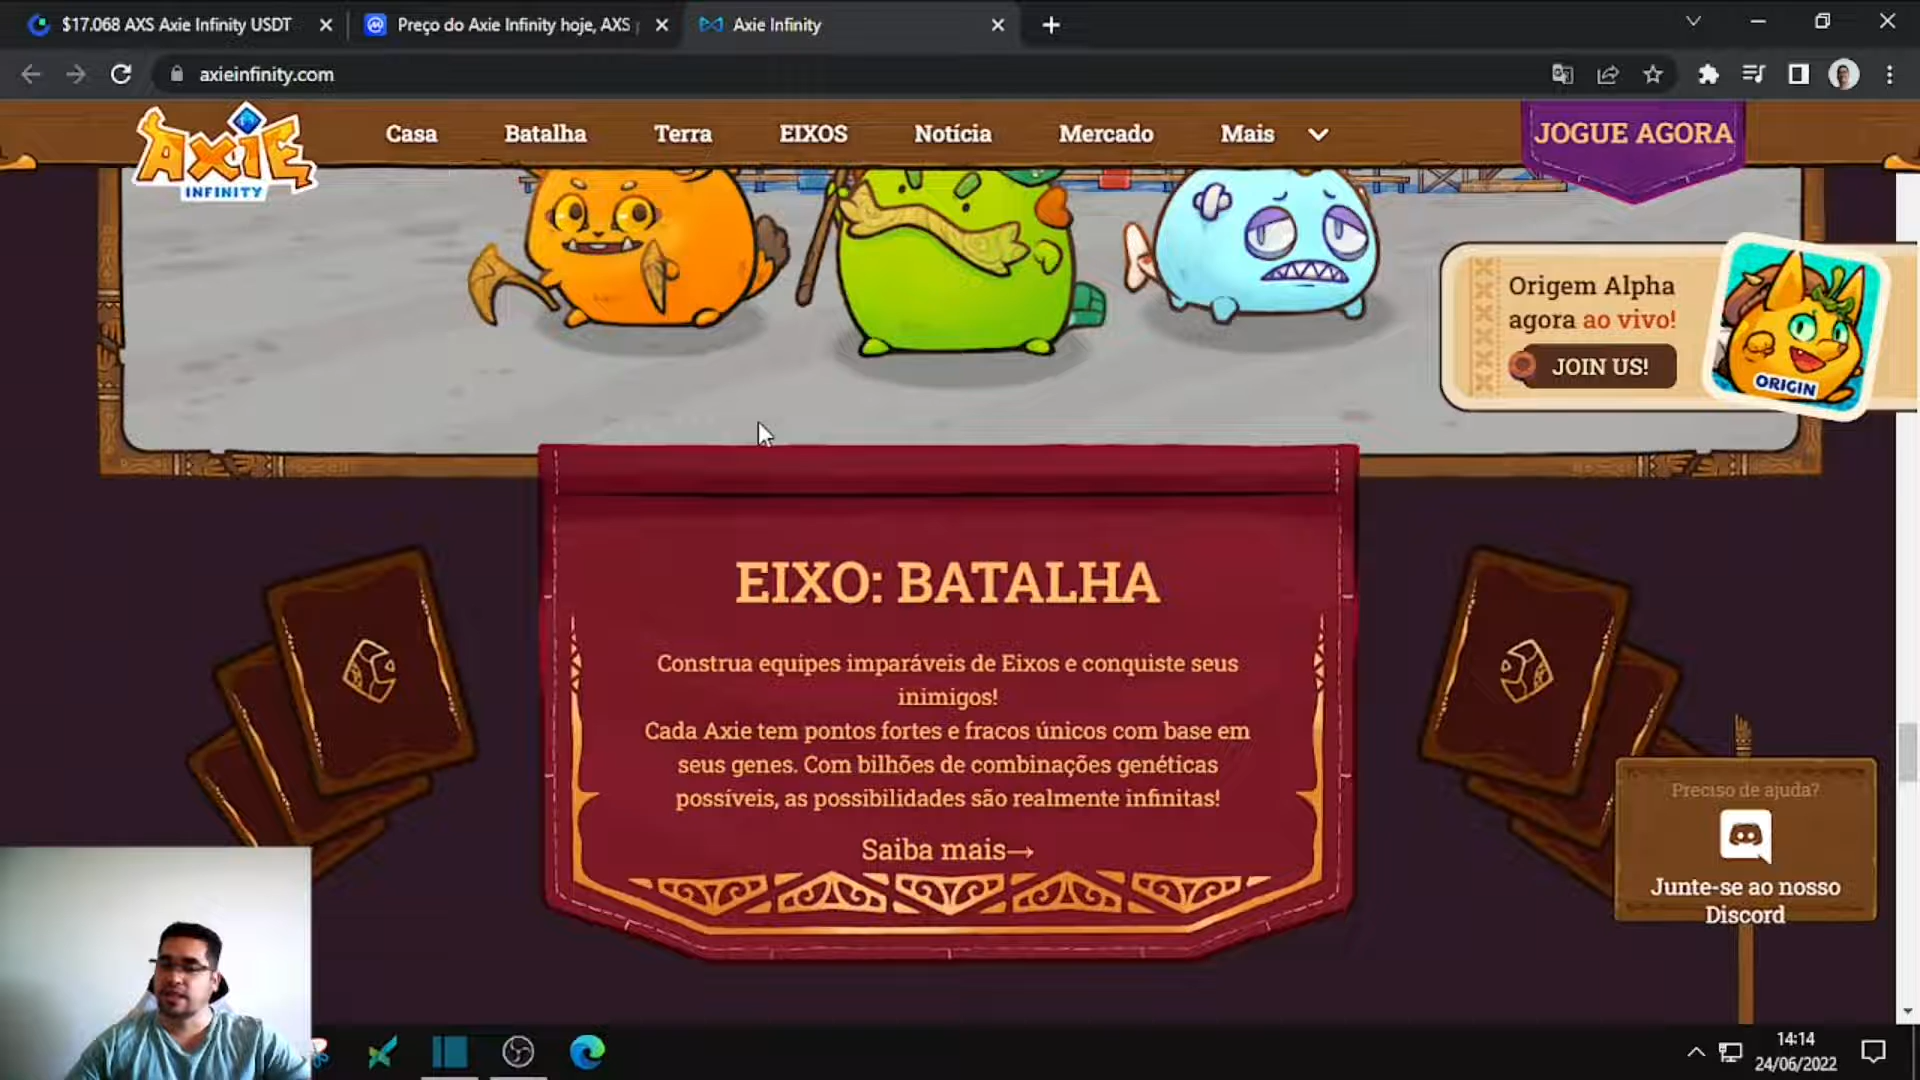 $17.068 AXS Axie Infinity USDT
Preço do Axie Infinity hoje, AXS
Axie Infinity
axieinfinity.com
AXIE
INFINITY
Casa
Batalha
Terra
EIXOS
Notícia
Mercado
Mais
JOGUE AGORA
Origem Alpha
agora ao vivo!
JOIN US!
ORIGIN
EIXO: BATALHA
Construa equipes imparáveis de Eixos e conquiste seus
inimigos!
Cada Axie tem pontos fortes e fracos únicos com base em
seus genes. Com bilhões de combinações genéticas
possíveis, as possibilidades são realmente infinitas!
Saiba mais→
Preciso de ajuda?
Junte-se ao nosso
Discord
14:14
24/06/2022